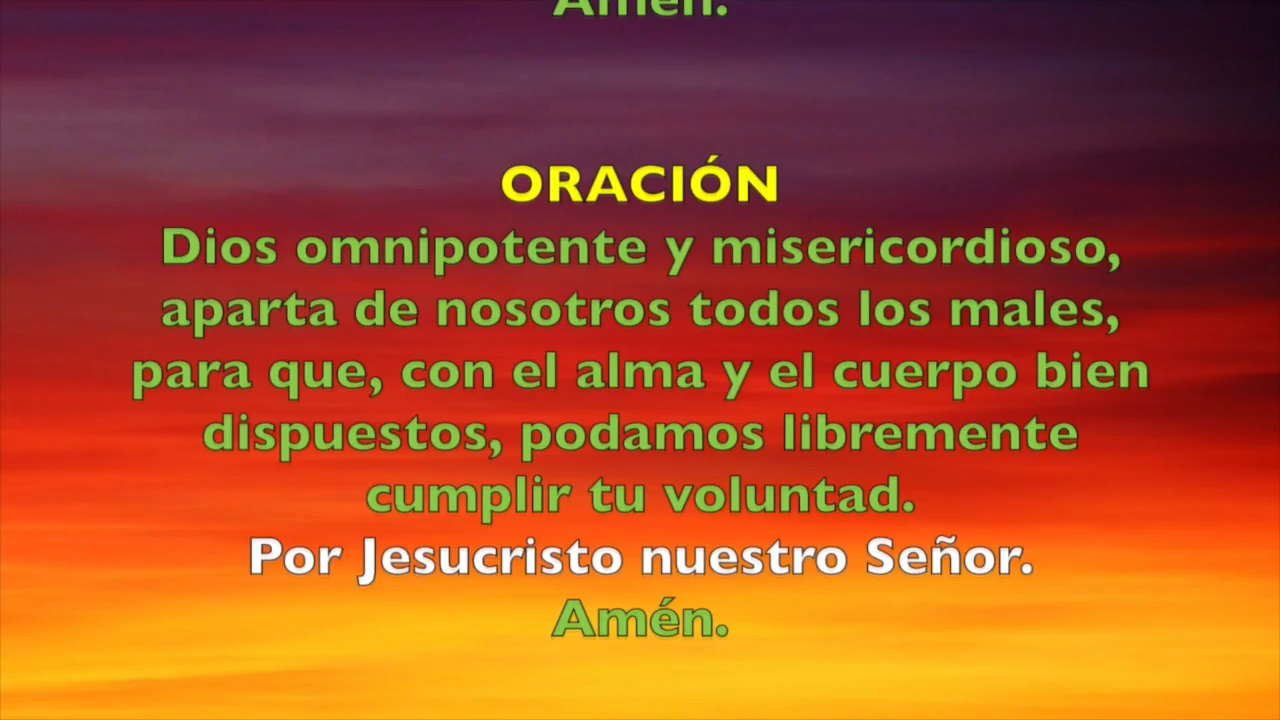 Amén.
ORACIÓN
Dios omnipotente y misericordioso,
aparta de nosotros todos los males,
para que, con el alma y el cuerpo bien
dispuestos, podamos libremente
cumplir tu voluntad.
Por Jesucristo nuestro Señor.
Amén.